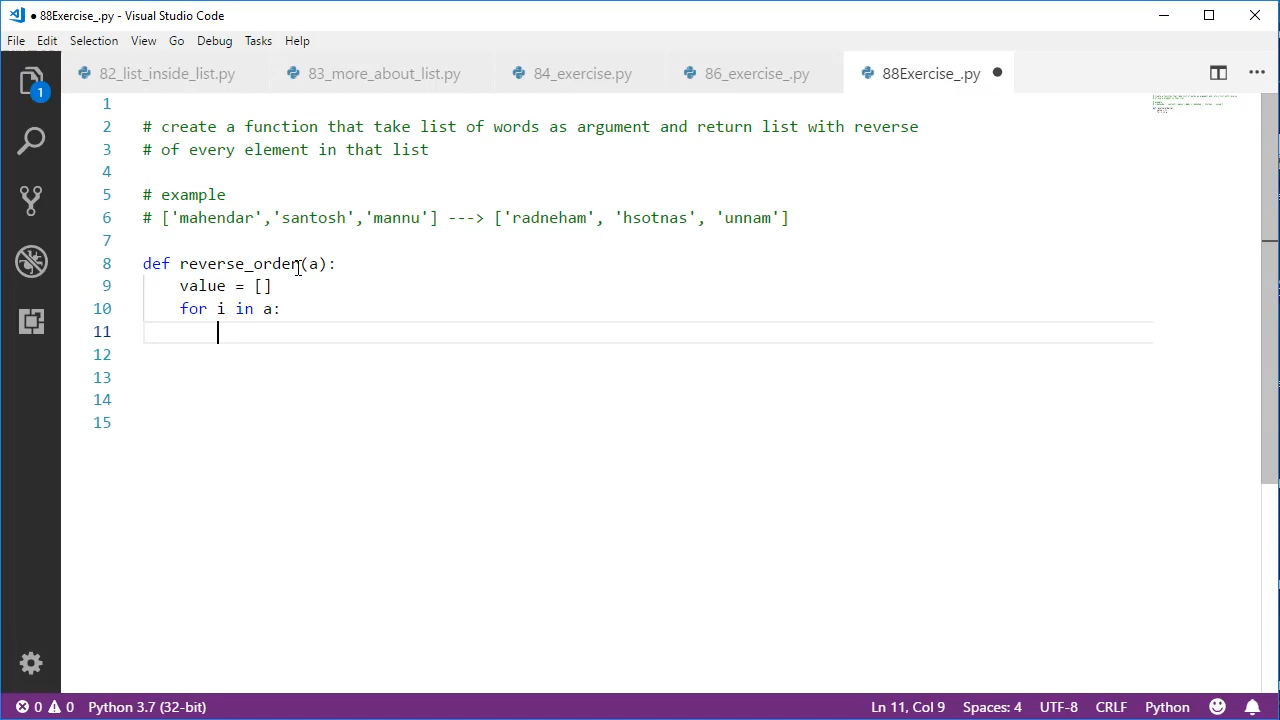 ● 88Exercise_.py - Visual Studio Code
File Edit Selection View Go Debug Tasks Help
82_list_inside_list.py 83_more_about_list.py 84_exercise.py 86_exercise_.py 88Exercise_.py ●
1
1
2 # create a function that take list of words as argument and return list with reverse
3 # of every element in that list
4
5 # example
6 # ['mahendar','santosh','mannu'] ---> ['radneham', 'hsotnas', 'unnam']
7
8 def reverse_order(a):
9 value = []
10 for i in a:
11
12
13
14
15
0 0 Python 3.7 (32-bit) Ln 11, Col 9 Spaces: 4 UTF-8 CRLF Python